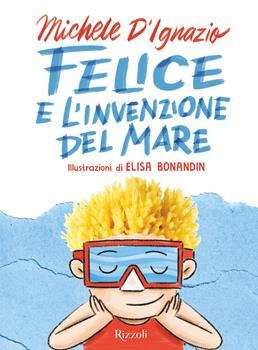 Michele D'Ignazio
FELICE
E L'INVENZIONE
DEL MARE
Illustrazioni di ELISA BONANDIN
Rizzoli